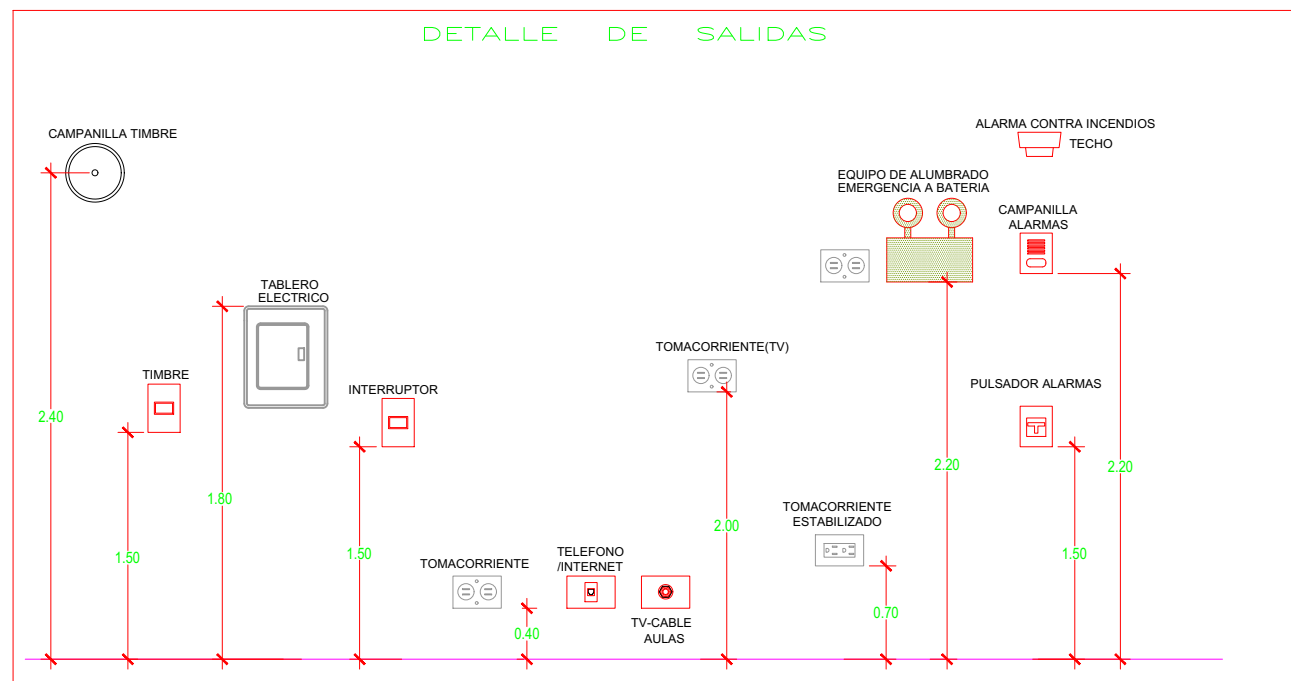 DETALLE DE SALIDAS
CAMPANILLA TIMBRE
ALARMA CONTRA INCENDIOS
TECHO
EQUIPO DE ALUMBRADO
EMERGENCIA A BATERIA
CAMPANILLA
ALARMAS
TABLERO
ELECTRICO
TOMACORRIENTE(TV)
TIMBRE
INTERRUPTOR
PULSADOR ALARMAS
2.40
2.20
2.20
1.80
TOMACORRIENTE
ESTABILIZADO
2.00
1.50
1.50
1.50
TOMACORRIENTE
TELEFONO
/INTERNET
0.70
TV-CABLE
AULAS
0.40